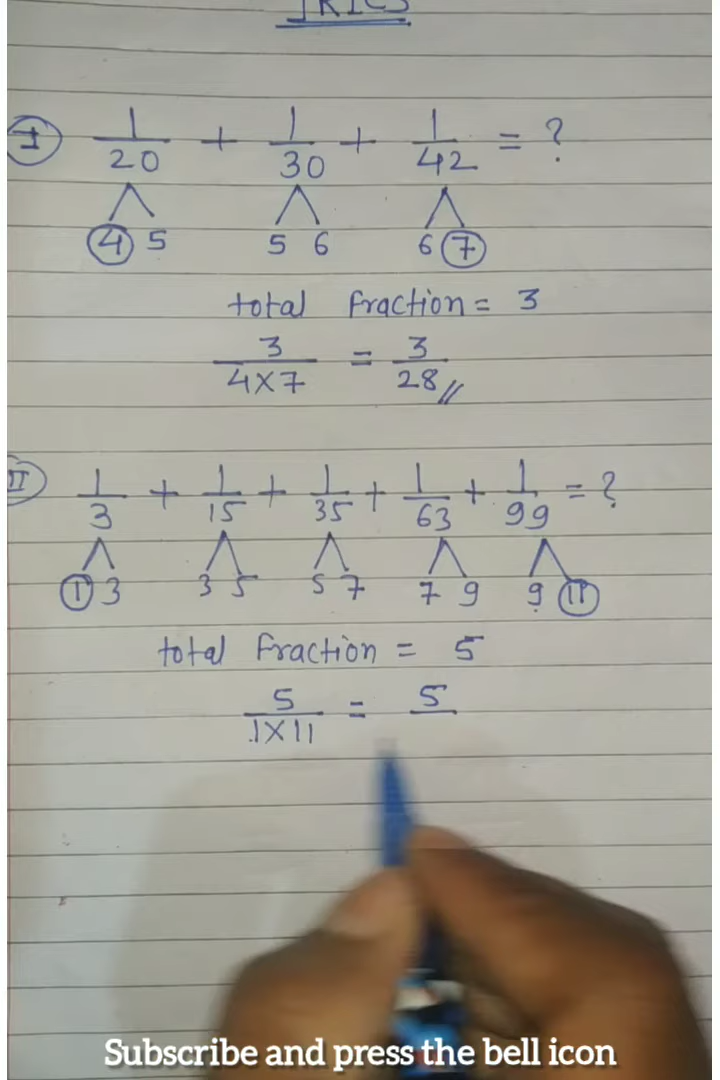 TRICS
I 1/20 + 1/30 + 1/42 = ?
4 5 5 6 6 7
total fraction = 3
3/4×7 = 3/28 //
II 1/3 + 1/15 + 1/35 + 1/63 + 1/99 = ?
1 3 3 5 5 7 7 9 9 11
total fraction = 5
5/1×11 = 5
Subscribe and press the bell icon